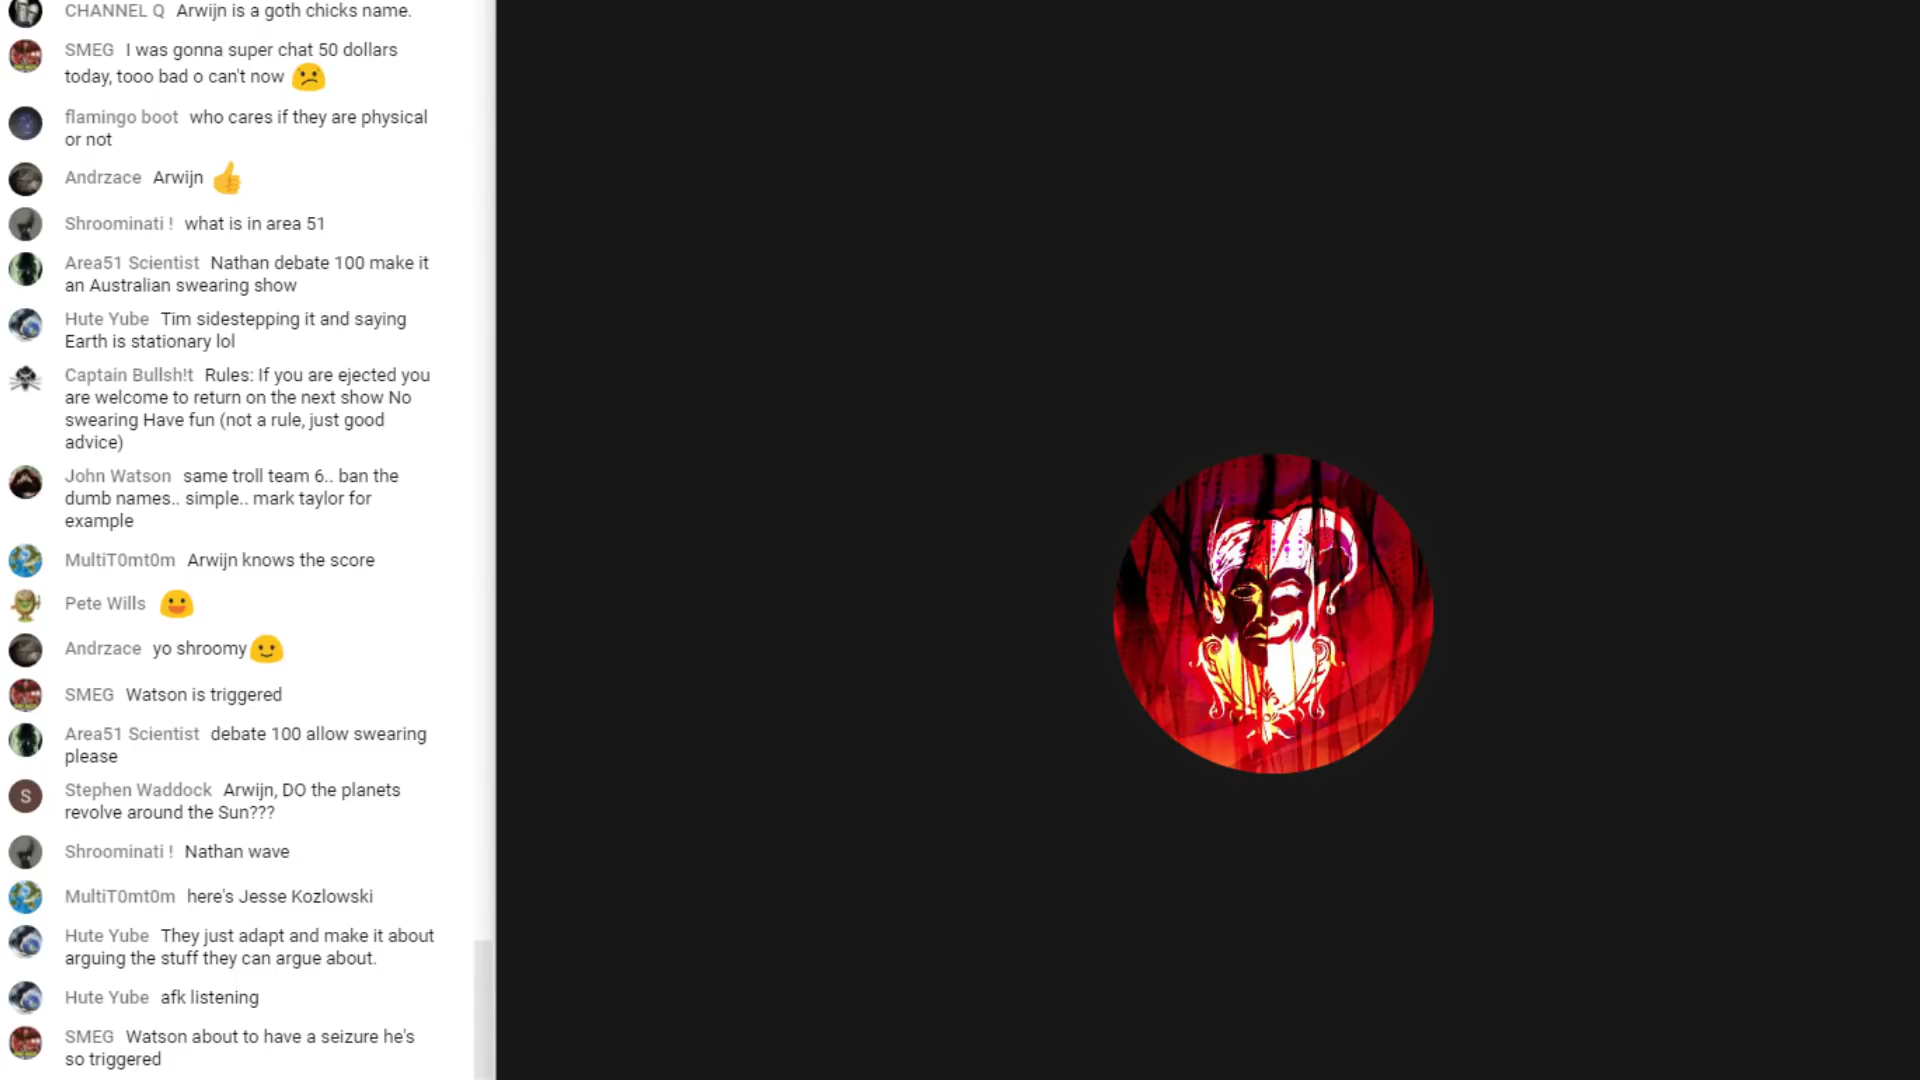 CHANNEL Q Arwijn is a goth chicks name.
SMEG I was gonna super chat 50 dollars
today, tooo bad o can't now
flamingo boot who cares if they are physical
or not
Andrzace Arwijn
Shroominati ! what is in area 51
Area51 Scientist Nathan debate 100 make it
an Australian swearing show
Hute Yube Tim sidestepping it and saying
Earth is stationary lol
Captain Bullsh!t Rules: If you are ejected you
are welcome to return on the next show No
swearing Have fun (not a rule, just good
advice)
John Watson same troll team 6.. ban the
dumb names.. simple.. mark taylor for
example
MultiT0mt0m Arwijn knows the score
Pete Wills
Andrzace yo shroomy
SMEG Watson is triggered
Area51 Scientist debate 100 allow swearing
please
S
Stephen Waddock Arwijn, DO the planets
revolve around the Sun???
Shroominati ! Nathan wave
MultiT0mt0m here's Jesse Kozlowski
Hute Yube They just adapt and make it about
arguing the stuff they can argue about.
Hute Yube afk listening
SMEG Watson about to have a seizure he's
so triggered